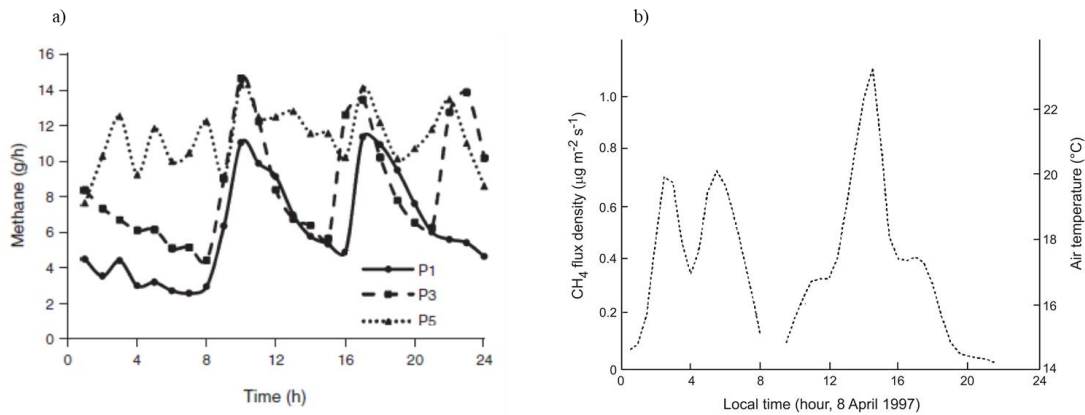 a)
16
14
12
10
8
6
4
2
0
Methane (g/h)
P1
P3
P5
0 4 8 12 16 20 24
Time (h)
b)
1.0
0.8
0.6
0.4
0.2
0
CH4 flux density (µg m-2 s-1)
22
20
18
16
14
Air temperature (°C)
0 4 8 12 16 20 24
Local time (hour, 8 April 1997)